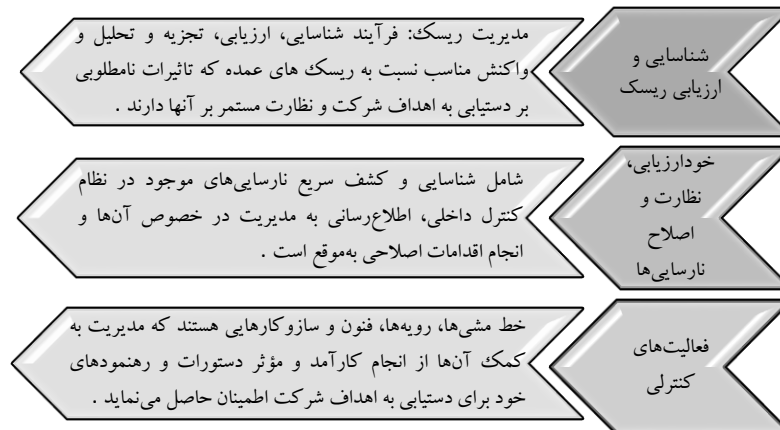 شناسایی و
ارزیابی ریسک
مدیریت ریسک: فرآیند شناسایی، ارزیابی، تجزیه و تحلیل و
واکنش مناسب نسبت به ریسک های عمده که تاثیرات نامطلوبی
بر دستیابی به اهداف شرکت و نظارت مستمر بر آنها دارند .
خودارزیابی،
نظارت و
اصلاح
نارسایی‌ها
شامل شناسایی و کشف سریع نارسایی‌های موجود در نظام
کنترل داخلی، اطلاع‌رسانی به مدیریت در خصوص آن‌ها و
انجام اقدامات اصلاحی به‌موقع است .
فعالیت‌های
کنترلی
خط مشی‌ها، رویه‌ها، فنون و سازوکارهایی هستند که مدیریت به
کمک آن‌ها از انجام کارآمد و مؤثر دستورات و رهنمودهای
خود برای دستیابی به اهداف شرکت اطمینان حاصل می‌نماید .